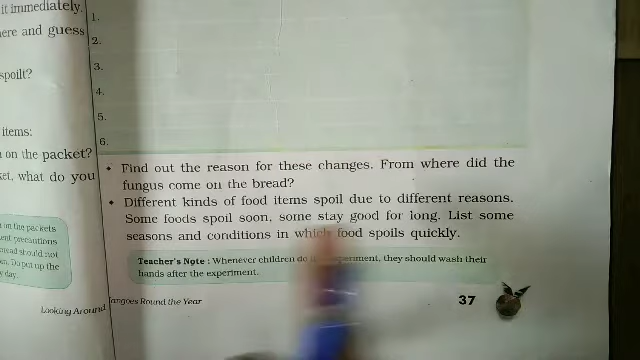 it immediately.
ere and guess
spoilt?
items:
on the packet?
ket, what do you
on the packets
ent precautions
bread should not
en. Do put up the
day.
Looking Around
1.
2.
3.
4.
5.
6.
• Find out the reason for these changes. From where did the
fungus come on the bread?
• Different kinds of food items spoil due to different reasons.
Some foods spoil soon, some stay good for long. List some
seasons and conditions in which food spoils quickly.
Teacher's Note : Whenever children do experiment, they should wash their
hands after the experiment.
angoes Round the Year
37